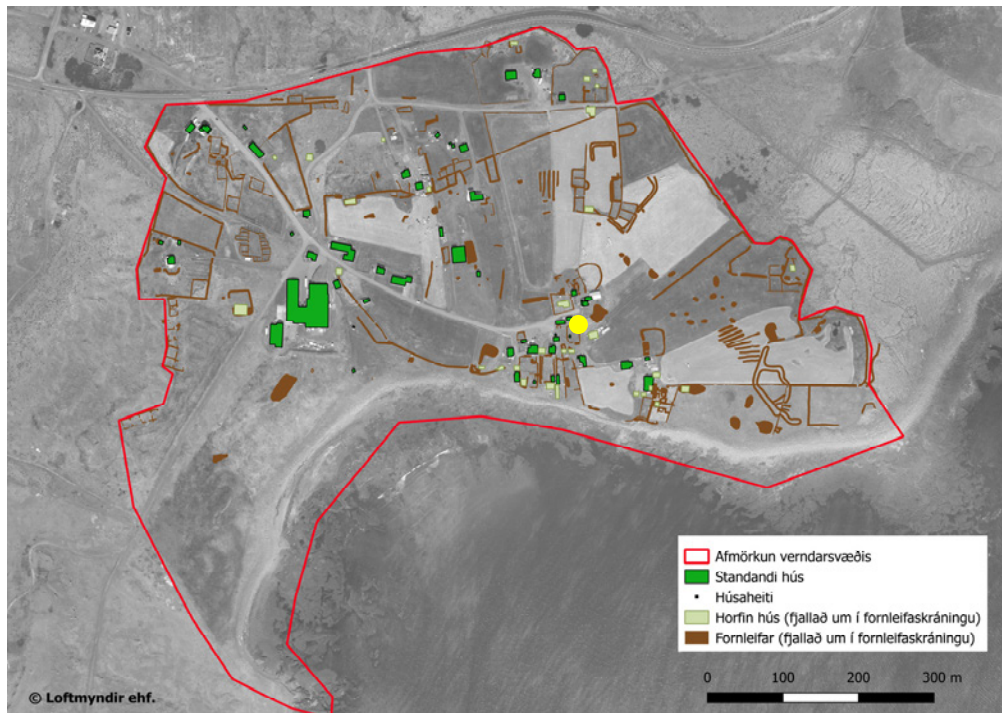 Afmörkun verndarsvæðis
Standandi hús
Húsaheiti
Horfin hús (fjallað um í fornleifaskráningu)
Fornleifar (fjallað um í fornleifaskráningu)
0 100 200 300 m
© Loftmyndir ehf.